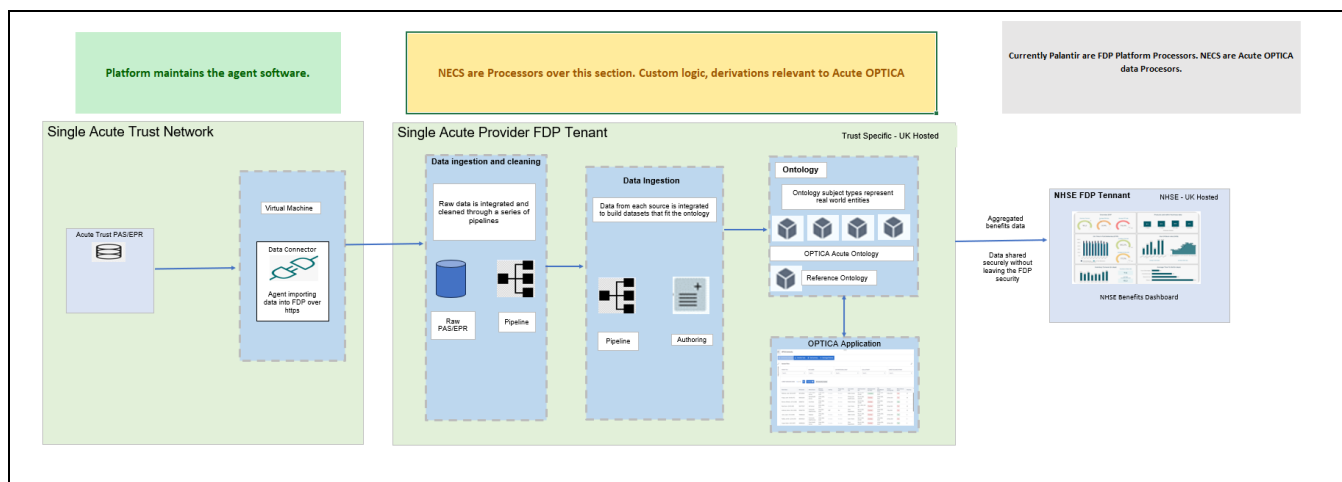 Platform maintains the agent software.
NECS are Processors over this section. Custom logic, derivations relevant to Acute OPTICA
Currently Palantir are FDP Platform Processors. NECS are Acute OPTICA
data Procesors.
Single Acute Trust Network
Acute Trust PAS/EPR
Virtual Machine
Data Connector
Agent importing
data into FDP over
https
Single Acute Provider FDP Tenant
Trust Specific - UK Hosted
Data ingestion and cleaning
Raw data is integrated and
cleaned through a series of
pipelines
Raw
PAS/EPR
Pipeline
Data Ingestion
Data from each source is integrated
to build datasets that fit the ontology
Pipeline
Authoring
Ontology
Ontology subject types represent
real world entities
OPTICA Acute Ontology
Reference Ontology
OPTICA Application
Aggregated
benefits data
Data shared
securely without
leaving the FDP
security
NHSE FDP Tennant
NHSE - UK Hosted
NHSE Benefits Dashboard